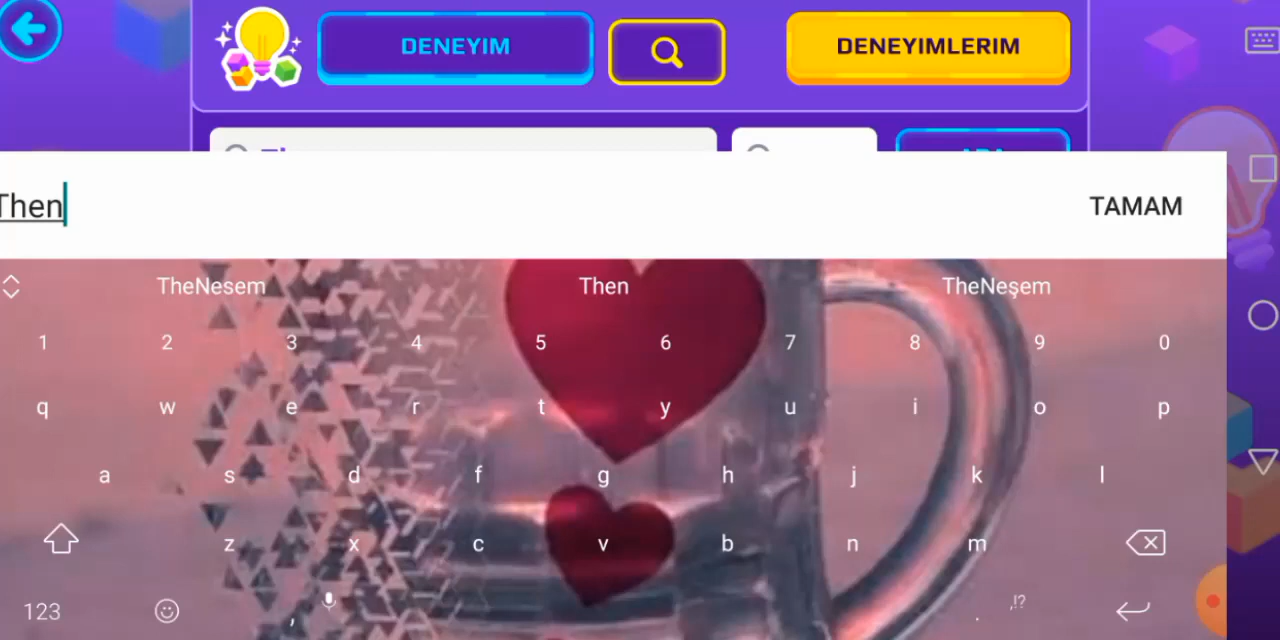 DENEYIM
DENEYIMLERIM
Then
TAMAM
TheNesem Then TheNeşem
1 2 3 4 5 6 7 8 9 0
q w e r t y u i o p
a s d f g h j k l
z x c v b n m
123 , . ,!?